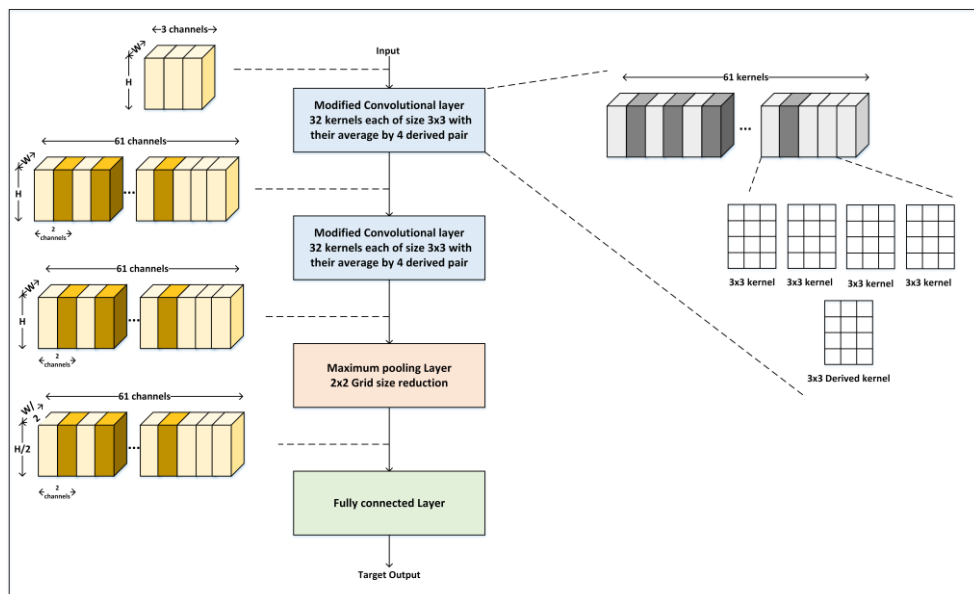 3 channels
W
H
Input
Modified Convolutional layer
32 kernels each of size 3x3 with
their average by 4 derived pair
61 kernels
...
61 channels
W
H
...
2
channels
Modified Convolutional layer
32 kernels each of size 3x3 with
their average by 4 derived pair
3x3 kernel
3x3 kernel
3x3 kernel
3x3 kernel
3x3 Derived kernel
61 channels
W
H
...
2
channels
Maximum pooling Layer
2x2 Grid size reduction
61 channels
W/
2
H/2
...
2
channels
Fully connected Layer
Target Output